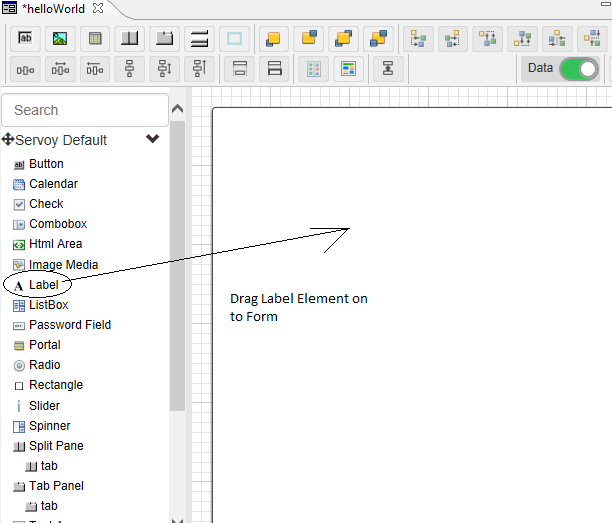 *helloWorld
Data
Search
Servoy Default
Button
Calendar
Check
Combobox
Html Area
Image Media
Label
ListBox
Password Field
Portal
Radio
Rectangle
Slider
Spinner
Split Pane
tab
Tab Panel
tab
Drag Label Element on
to Form